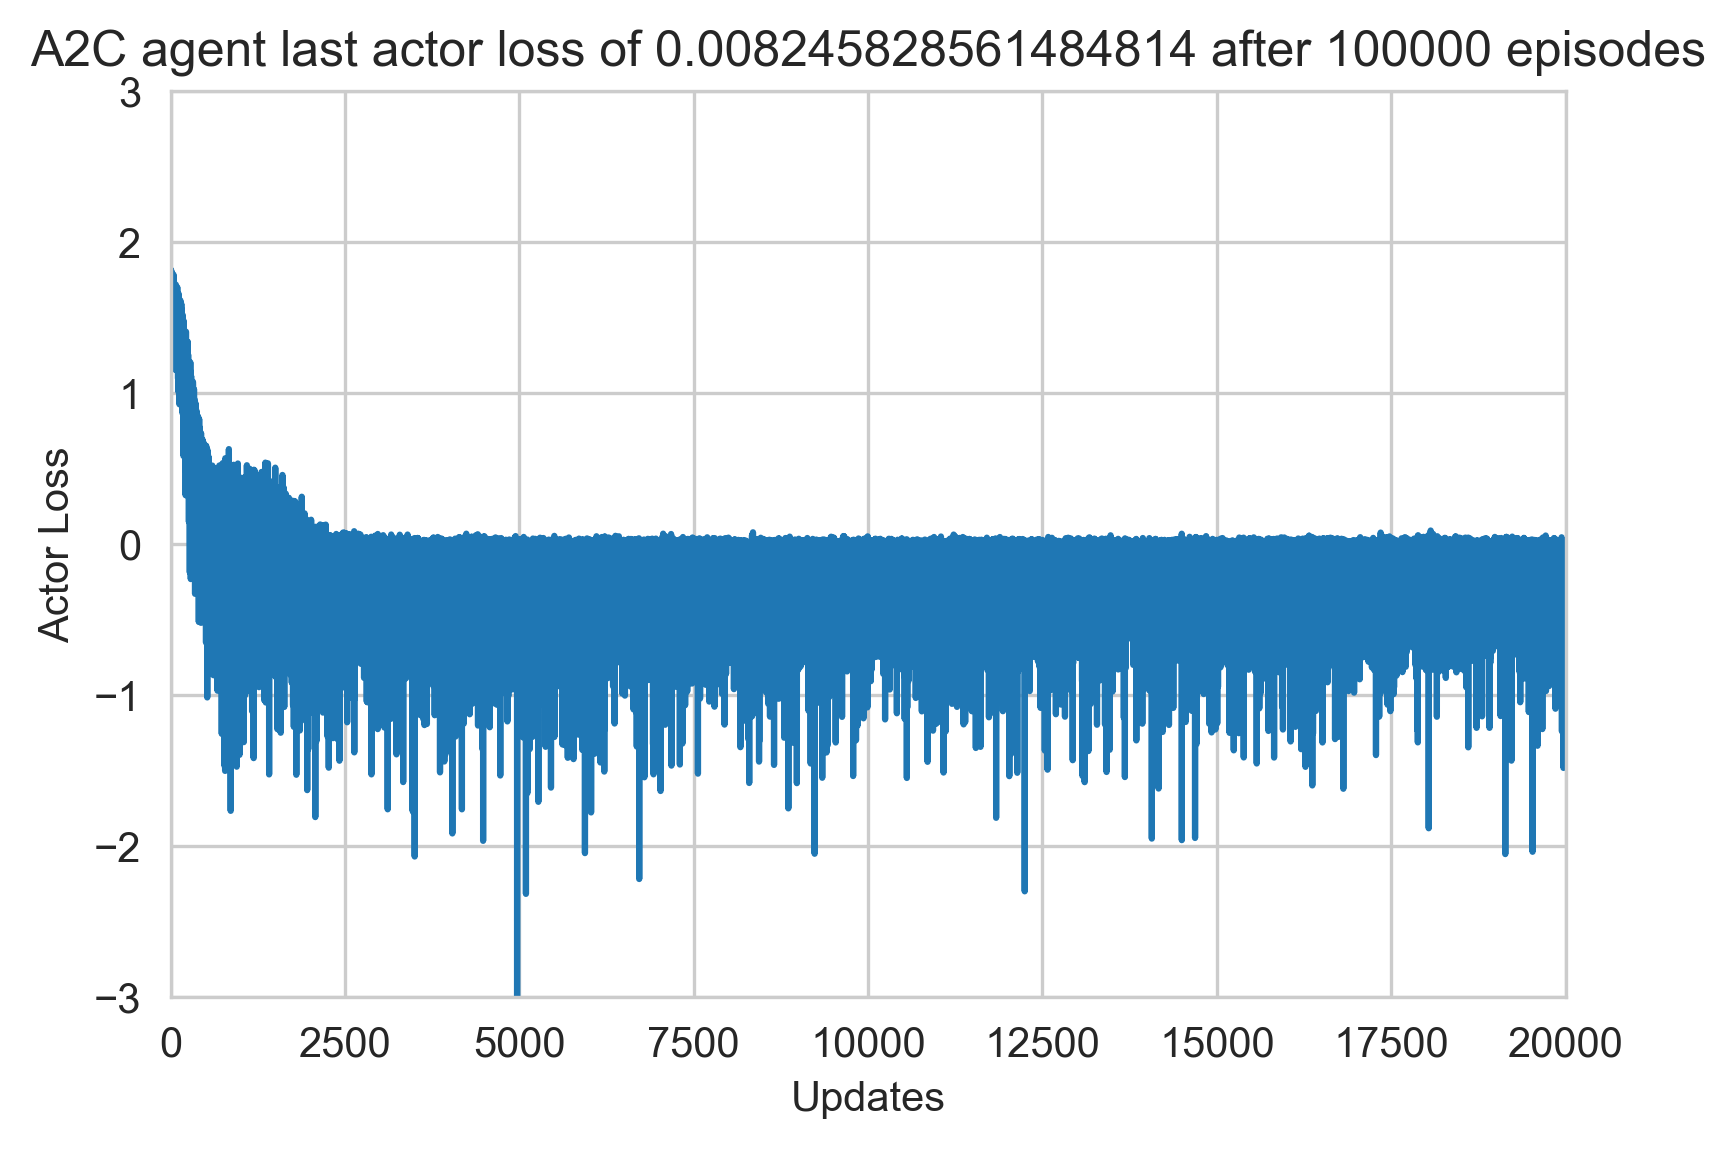 A2C agent last actor loss of 0.008245828561484814 after 100000 episodes
3
2
1
0
−1
−2
−3
Actor Loss
0 2500 5000 7500 10000 12500 15000 17500 20000
Updates